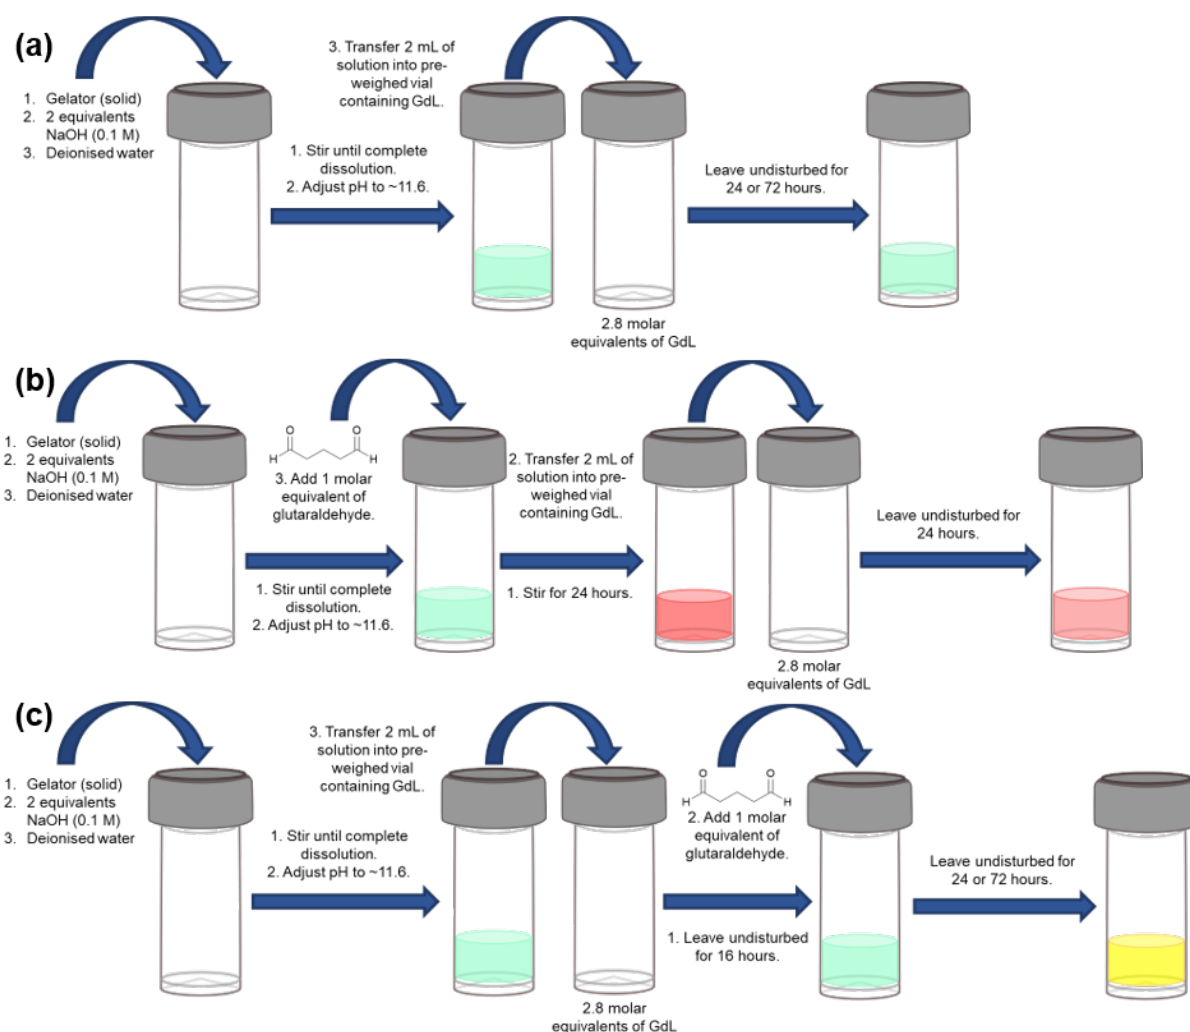 (a)
1. Gelator (solid)
2. 2 equivalents
NaOH (0.1 M)
3. Deionised water
1. Stir until complete
dissolution.
2. Adjust pH to ~11.6.
3. Transfer 2 mL of
solution into pre-
weighed vial
containing GdL.
2.8 molar
equivalents of GdL
Leave undisturbed for
24 or 72 hours.
(b)
1. Gelator (solid)
2. 2 equivalents
NaOH (0.1 M)
3. Deionised water
O O
H H
3. Add 1 molar
equivalent of
glutaraldehyde.
1. Stir until complete
dissolution.
2. Adjust pH to ~11.6.
2. Transfer 2 mL of
solution into pre-
weighed vial
containing GdL.
1. Stir for 24 hours.
2.8 molar
equivalents of GdL
Leave undisturbed for
24 hours.
(c)
1. Gelator (solid)
2. 2 equivalents
NaOH (0.1 M)
3. Deionised water
1. Stir until complete
dissolution.
2. Adjust pH to ~11.6.
3. Transfer 2 mL of
solution into pre-
weighed vial
containing GdL.
2.8 molar
equivalents of GdL
O O
H H
2. Add 1 molar
equivalent of
glutaraldehyde.
1. Leave undisturbed
for 16 hours.
Leave undisturbed for
24 or 72 hours.